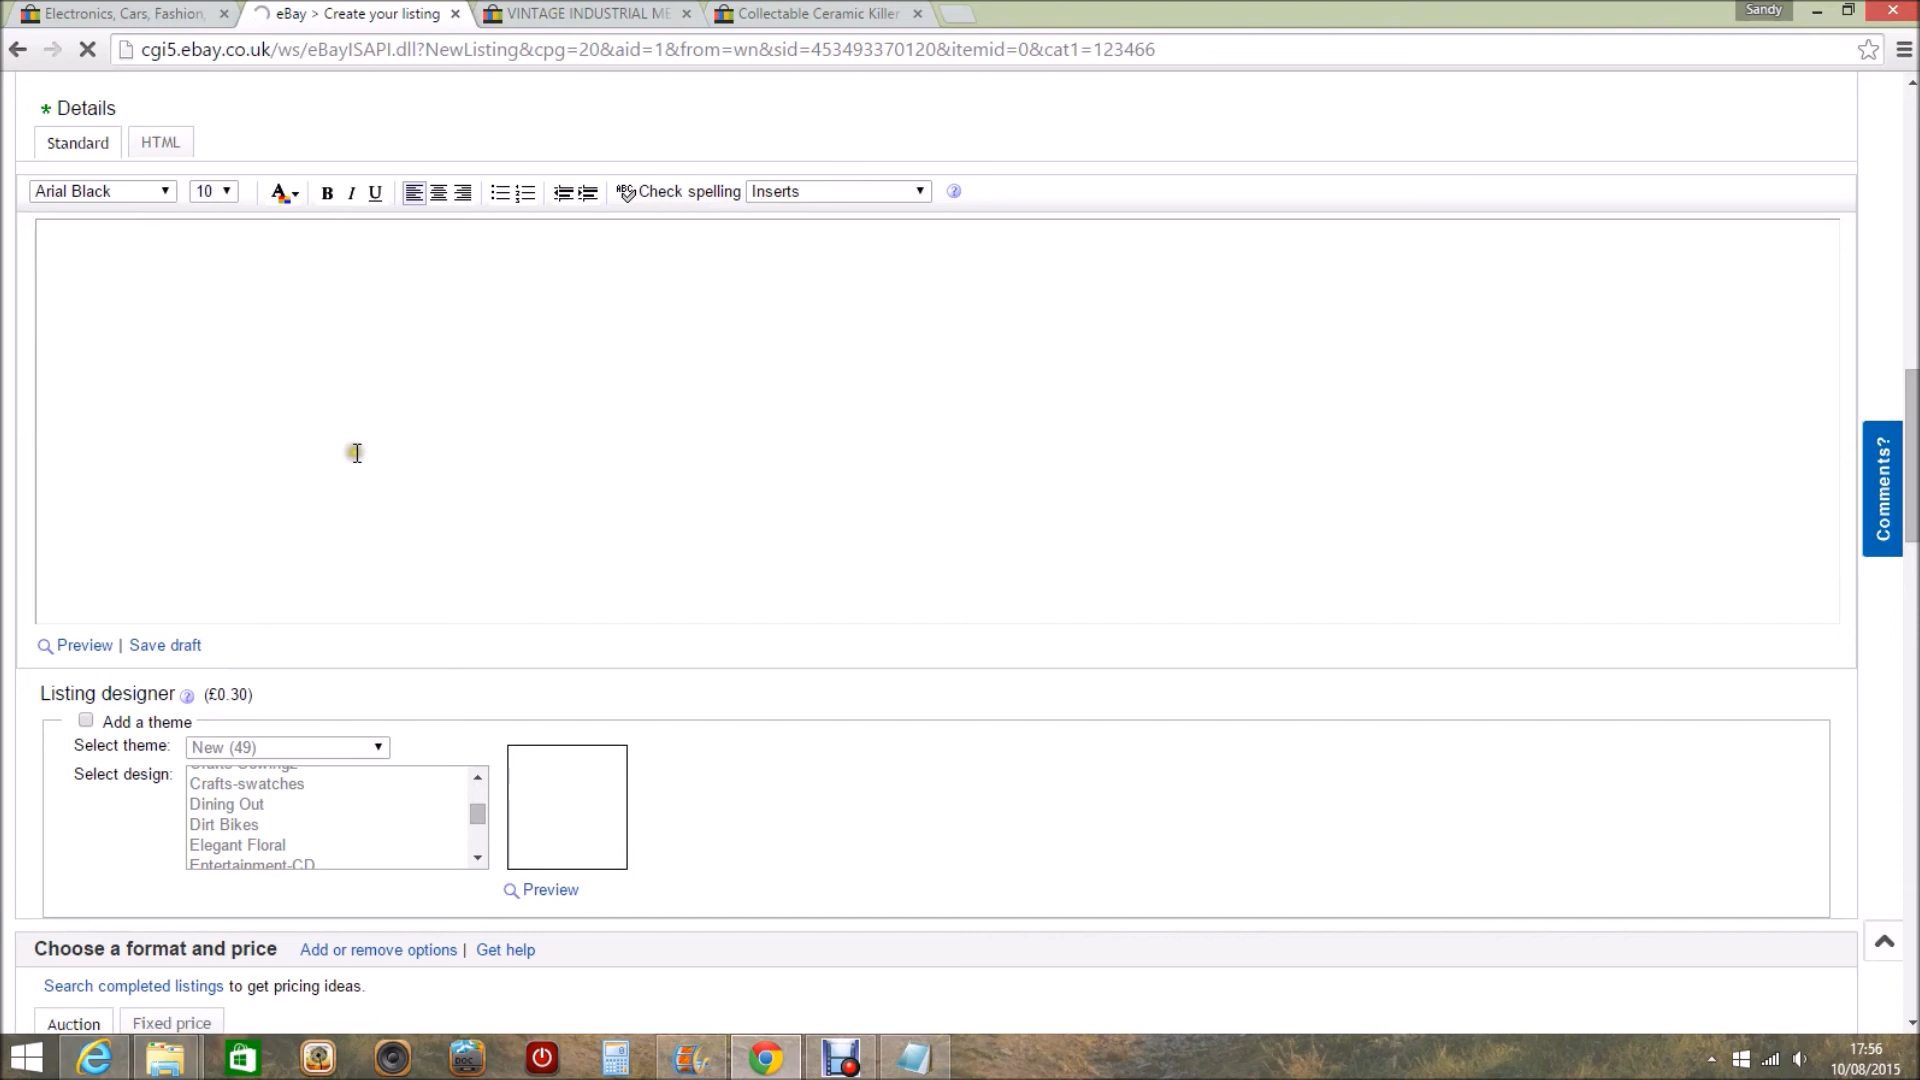 Electronics, Cars, Fashion,
eBay > Create your listing
VINTAGE INDUSTRIAL ME
Collectable Ceramic Killer
Sandy
cgi5.ebay.co.uk/ws/eBayISAPI.dll?NewListing&cpg=20&aid=1&from=wn&sid=453493370120&itemid=0&cat1=123466
* Details
Standard
HTML
Arial Black
10
A
B
I
U
ABC
Check spelling
Inserts
?
Preview | Save draft
Comments?
Listing designer ? (£0.30)
Add a theme
Select theme: New (49)
Select design:
Crafts-swatches
Dining Out
Dirt Bikes
Elegant Floral
Entertainment-CD
Preview
Choose a format and price Add or remove options | Get help
Search completed listings to get pricing ideas.
Auction
Fixed price
DOC
17:56
10/08/2015